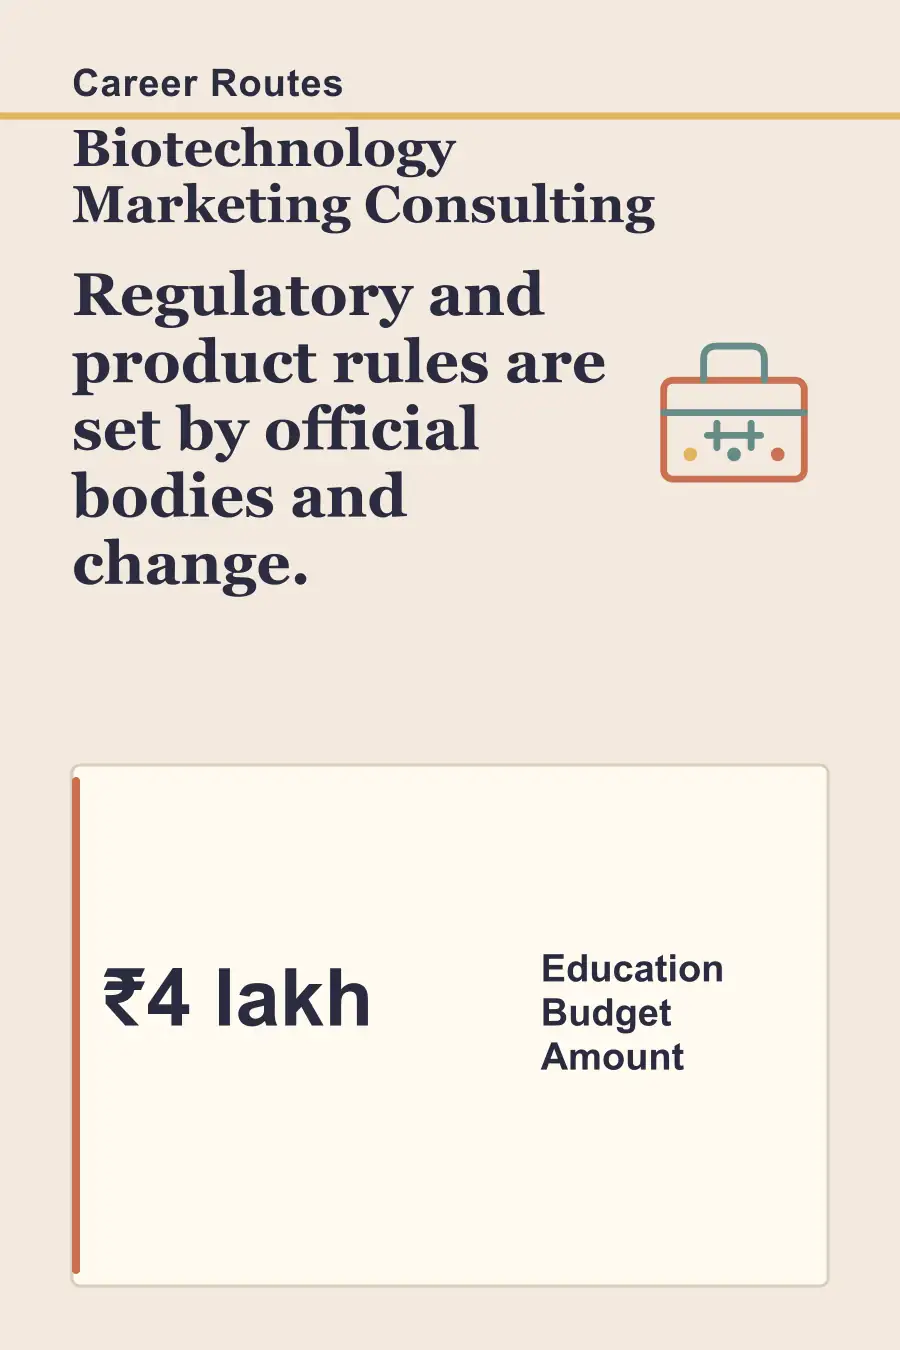 Career Routes
Biotechnology
Marketing Consulting
Regulatory and
product rules are
set by official
bodies and
change.
₹4 lakh
Education
Budget
Amount